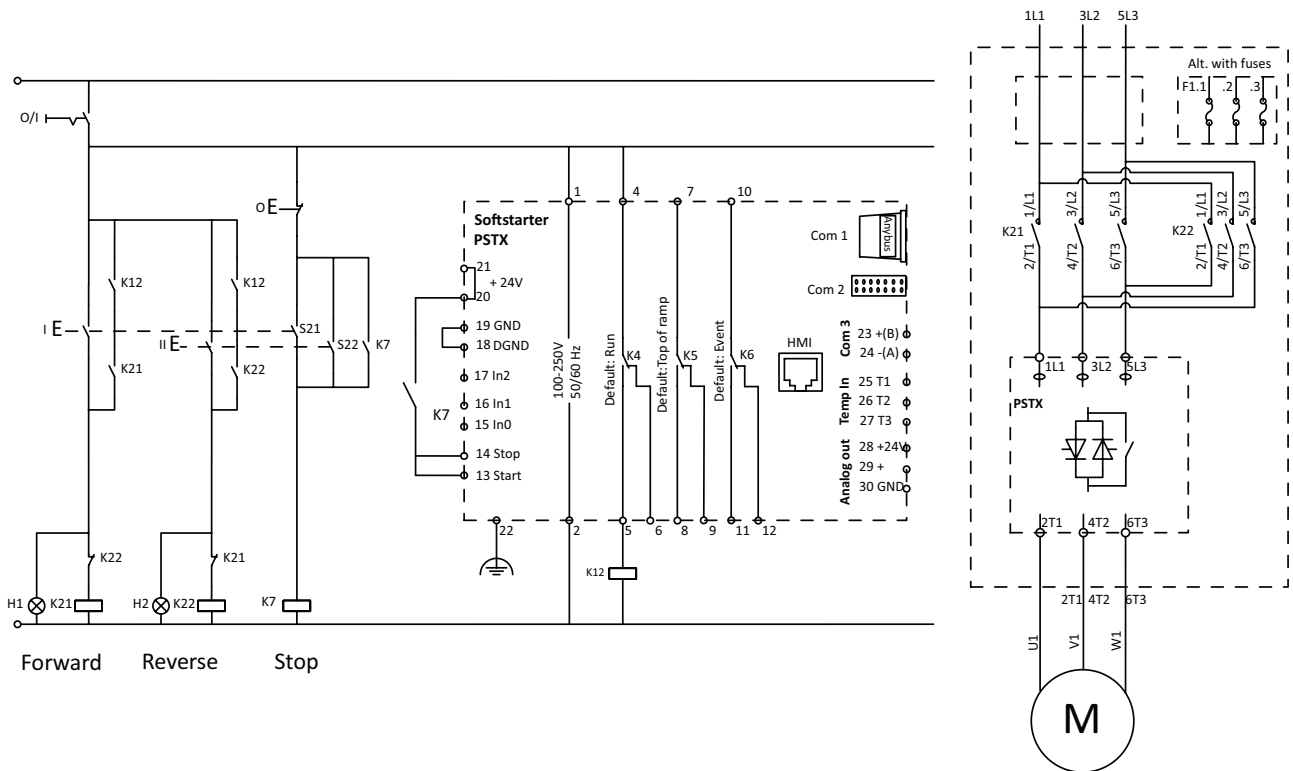 O/I
K12
I E
K21
K22
H1
K21
Forward
K12
II E
K22
K21
H2
K22
Reverse
O E
S21
S22
K7
K7
Stop
Softstarter
PSTX
21
+ 24V
20
19 GND
18 DGND
17 In2
16 In1
15 In0
14 Stop
13 Start
K7
22
1
100-250V
50/60 Hz
2
4
Default: Run
K4
5
6
K12
7
Default:Top of ramp
K5
8
9
10
Default: Event
K6
11
12
HMI
Com 1
Anybus
Com 2
Com 3
23 +(B)
24 -(A)
Temp In
25 T1
26 T2
27 T3
Analog out
28 +24V
29 +
30 GND
1L1
3L2
5L3
Alt. with fuses
F1.1
.2
.3
1/L1
3/L2
5/L3
K21
2/T1
4/T2
6/T3
1/L1
3/L2
5/L3
K22
2/T1
4/T2
6/T3
1L1
3L2
5L3
PSTX
2T1
4T2
6T3
2T1
4T2
6T3
U1
V1
W1
M